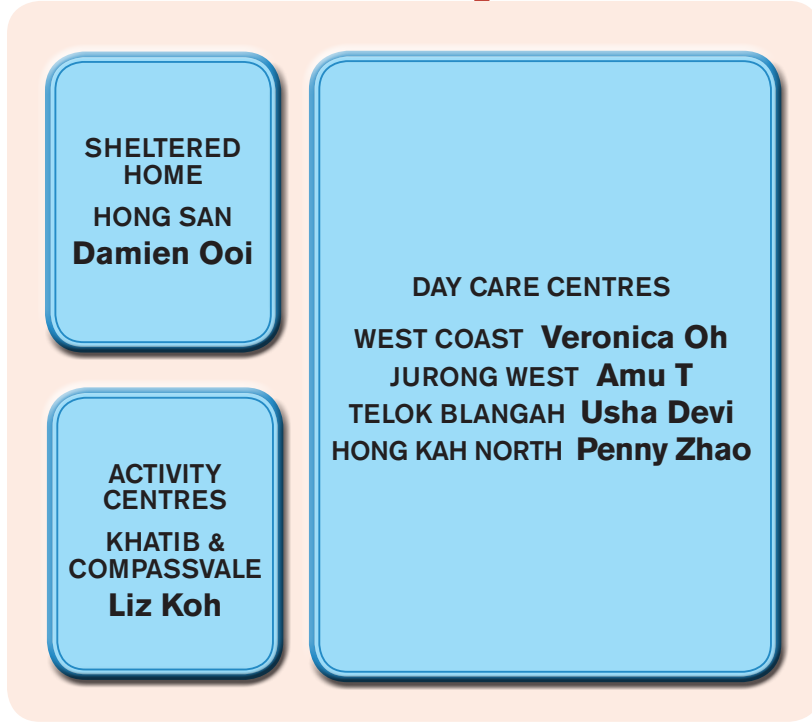 SHELTERED
HOME
HONG SAN
Damien Ooi
ACTIVITY
CENTRES
KHATIB &
COMPASSVALE
Liz Koh
DAY CARE CENTRES
WEST COAST Veronica Oh
JURONG WEST Amu T
TELOK BLANGAH Usha Devi
HONG KAH NORTH Penny Zhao